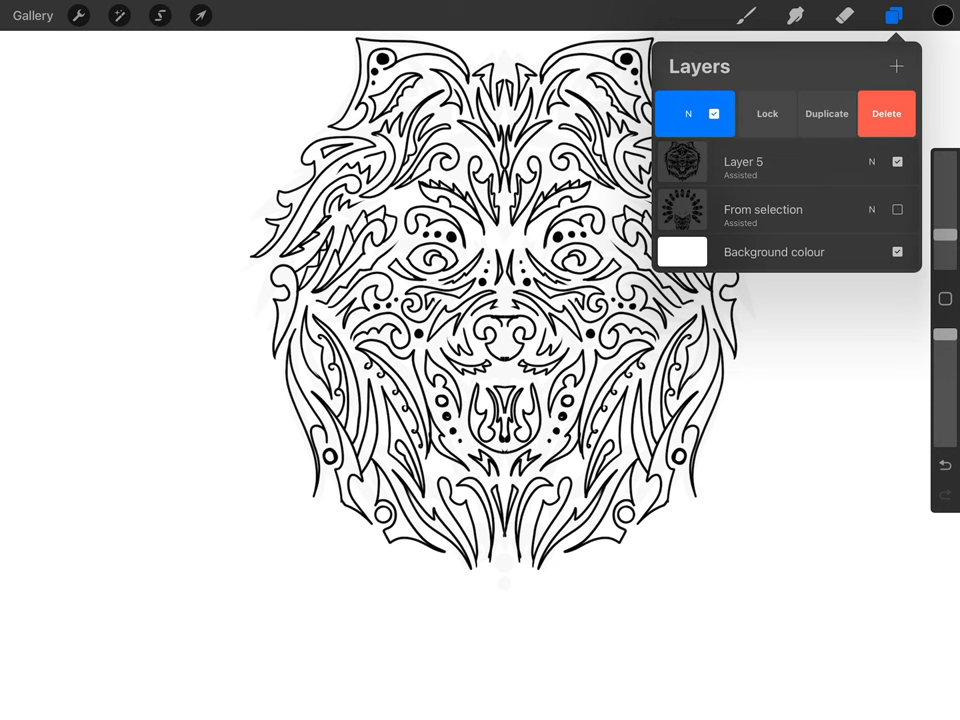 Gallery
Layers
N Lock Duplicate Delete
Layer 5 N
Assisted
From selection N
Assisted
Background colour